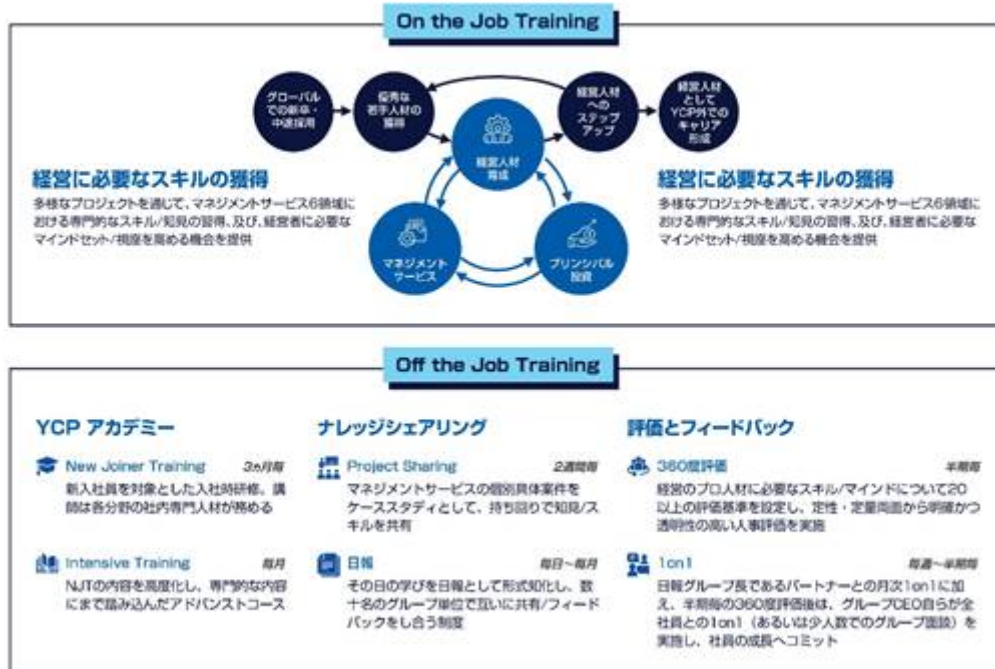 On the Job Training
グローバル
での新卒・
中途採用
優秀な
若手人材の
獲得
経営人材
への
ステップ
アップ
経営人材
として
YCP外での
キャリア
形成
経営人材
育成
マネジメント
サービス
プリンシパル
投資
経営に必要なスキルの獲得
多様なプロジェクトを通じて、マネジメントサービス6領域に
おける専門的なスキル/知見の習得、及び、経営者に必要な
マインドセット/視座を高める機会を提供
経営に必要なスキルの獲得
多様なプロジェクトを通じて、マネジメントサービス6領域に
おける専門的なスキル/知見の習得、及び、経営者に必要な
マインドセット/視座を高める機会を提供
Off the Job Training
YCP アカデミー
New Joiner Training 3ヵ月毎
新入社員を対象とした入社時研修。講
師は各分野の社内専門人材が務める
Intensive Training 毎月
NJTの内容を高度化し、専門的な内容
にまで踏み込んだアドバンストコース
ナレッジシェアリング
Project Sharing 2週間毎
マネジメントサービスの個別具体案件を
ケーススタディとして、持ち回りで知見/ス
キルを共有
日報 毎日~毎月
その日の学びを日報として形式知化し、数
十名のグループ単位で互いに共有/フィード
バックをし合う制度
評価とフィードバック
360度評価 半期毎
経営のプロ人材に必要なスキル/マインドについて20
以上の評価基準を設定し、定性・定量両面から明確かつ
透明性の高い人事評価を実施
1on1 毎週~半期毎
日報グループ長であるパートナーとの月次1on1に加
え、半期毎の360度評価後は、グループCEO自らが全
社員との1on1(あるいは少人数でのグループ面談)を
実施し、社員の成長へコミット